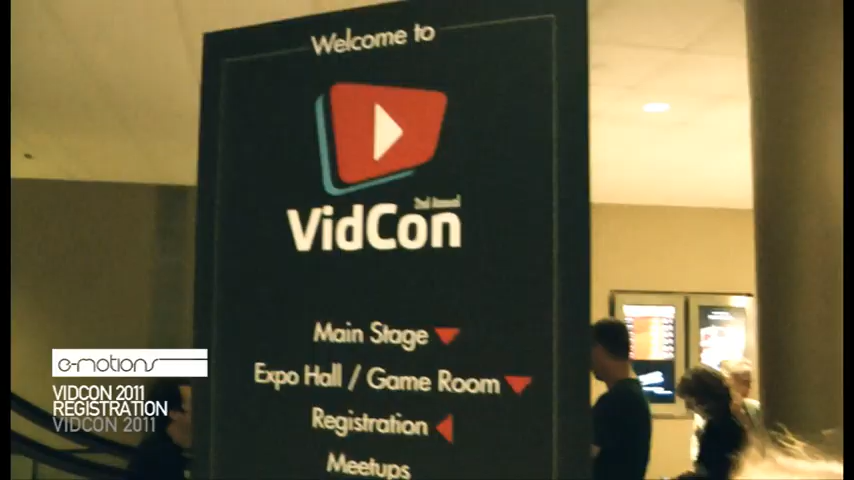 Welcome to
2nd Annual
VidCon
Main Stage
Expo Hall / Game Room
Registration
Meetups
e-motions
VIDCON 2011
REGISTRATION
VIDCON 2011